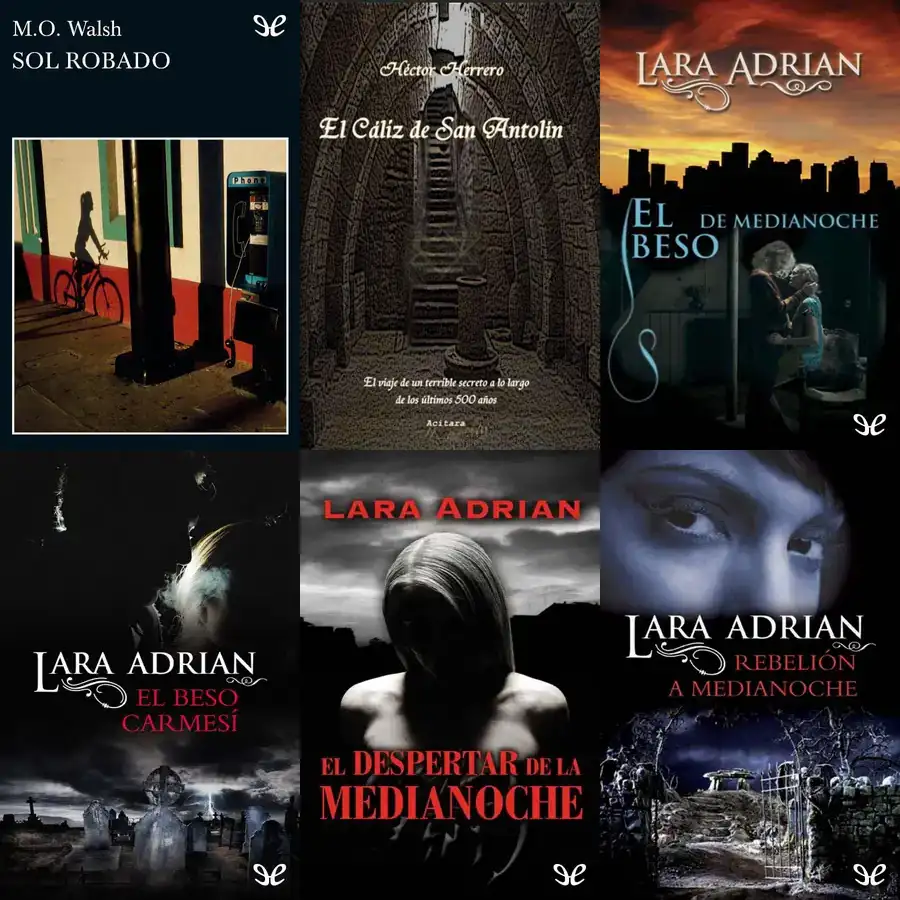 M.O. Walsh
SOL ROBADO
Phone
Héctor Herrero
El Cáliz de San Antolín
El viaje de un terrible secreto a lo largo
de los últimos 500 años
Acitara
LARA ADRIAN
EL BESO DE MEDIANOCHE
LARA ADRIAN
EL BESO
CARMESÍ
LARA ADRIAN
EL DESPERTAR DE LA
MEDIANOCHE
LARA ADRIAN
REBELIÓN
A MEDIANOCHE